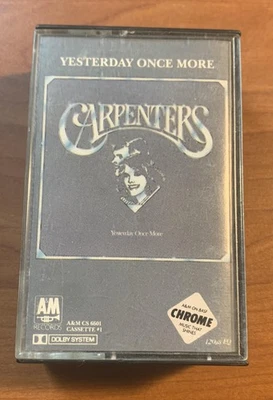 YESTERDAY ONCE MORE
CARPENTERS
Yesterday Once More
A&M
RECORDS
A&M CS 6601
CASSETTE #1
DOLBY SYSTEM
A&M ON BASF
CHROME
MUSIC THAT
SHINES